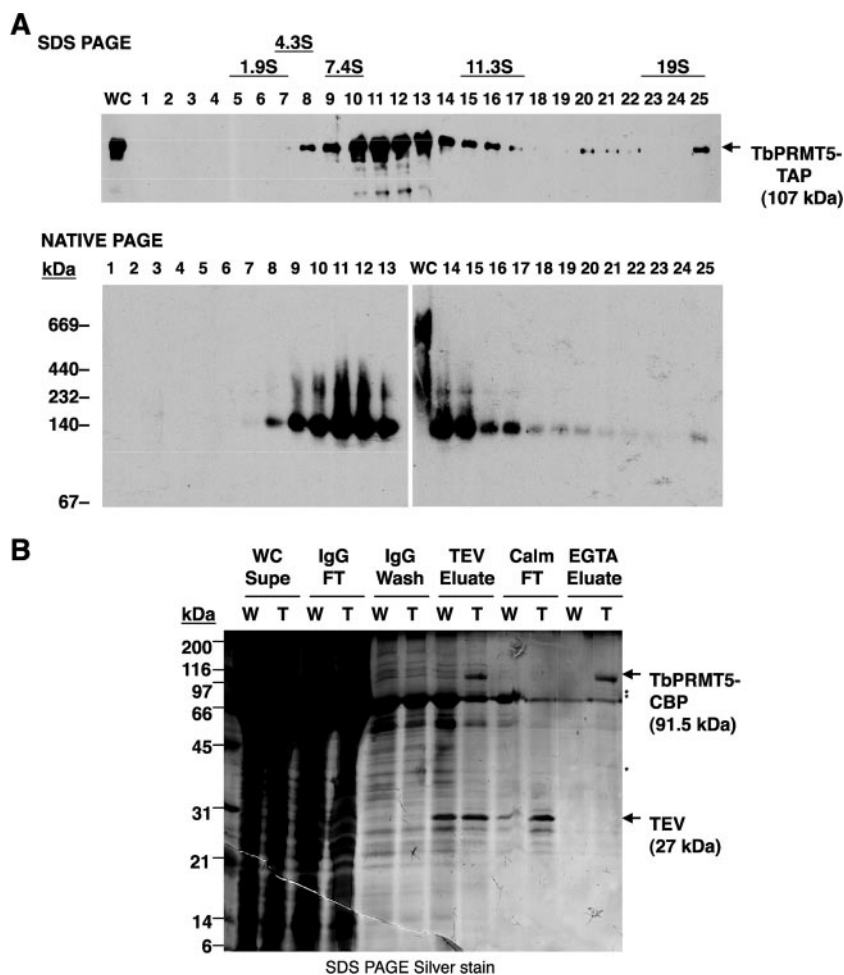 A
SDS PAGE
4.3S
1.9S 7.4S 11.3S 19S
WC 1 2 3 4 5 6 7 8 9 10 11 12 13 14 15 16 17 18 19 20 21 22 23 24 25
TbPRMT5-
TAP
(107 kDa)
NATIVE PAGE
kDa 1 2 3 4 5 6 7 8 9 10 11 12 13 WC 14 15 16 17 18 19 20 21 22 23 24 25
669–
440–
232–
140–
67–
B
WC IgG IgG TEV Calm EGTA
Supe FT Wash Eluate FT Eluate
kDa W T W T W T W T W T W T
200
116
97
66
45
31
21
14
6
TbPRMT5-
CBP
(91.5 kDa)
*
*
*
TEV
(27 kDa)
SDS PAGE Silver stain